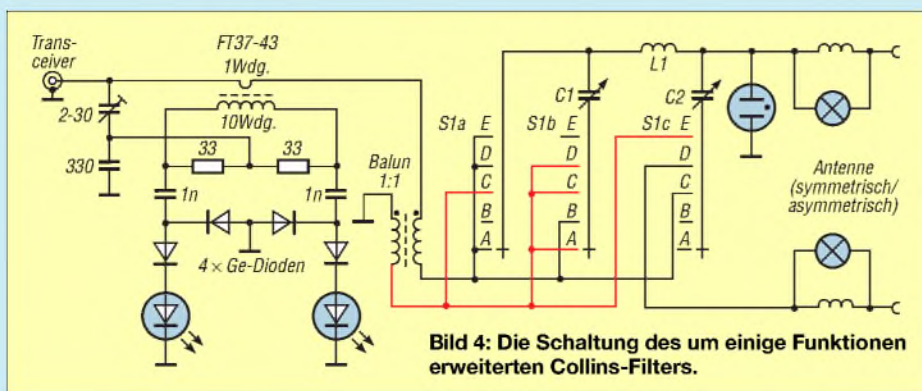 Trans-
ceiver
FT37-43
1Wdg.
10Wdg.
2-30
330
33
33
1n
1n
4 × Ge-Dioden
Balun
1:1
S1a
E
D
C
B
A
S1b
C1
E
D
C
B
A
L1
S1c
C2
E
D
C
B
A
Antenne
(symmetrisch/
asymmetrisch)
Bild 4: Die Schaltung des um einige Funktionen
erweiterten Collins-Filters.